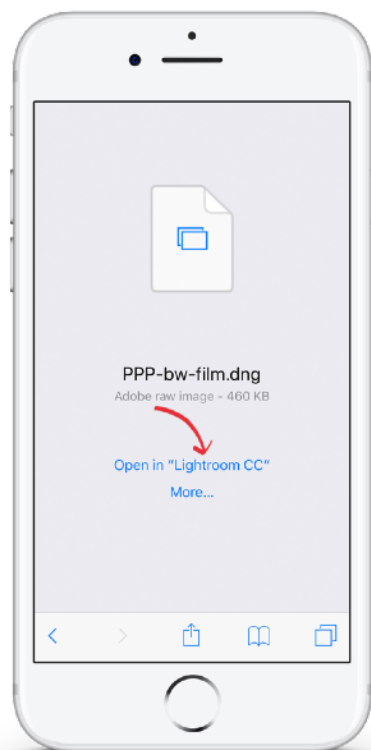 PPP-bw-film.dng
Adobe raw image - 460 KB
Open in "Lightroom CC"
More...